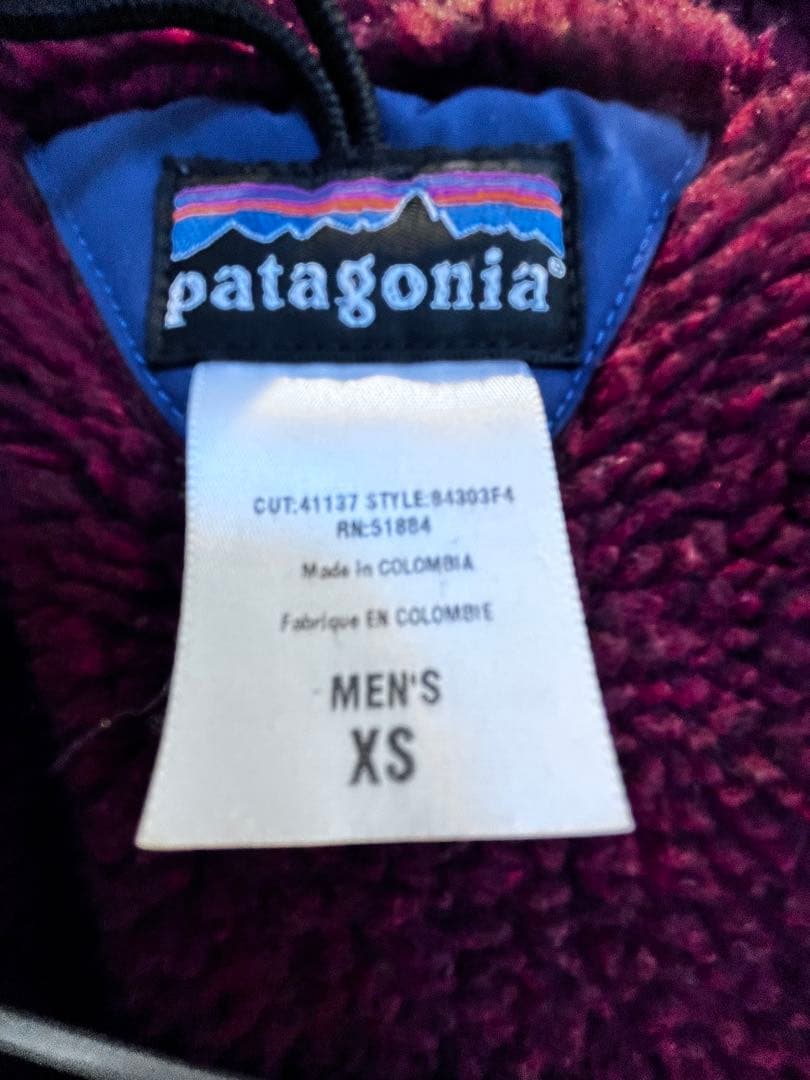 patagonia®
CUT:41137 STYLE:84303F4
RN:51884
Made in COLOMBIA
Fabrique EN COLOMBIE
MEN'S
XS